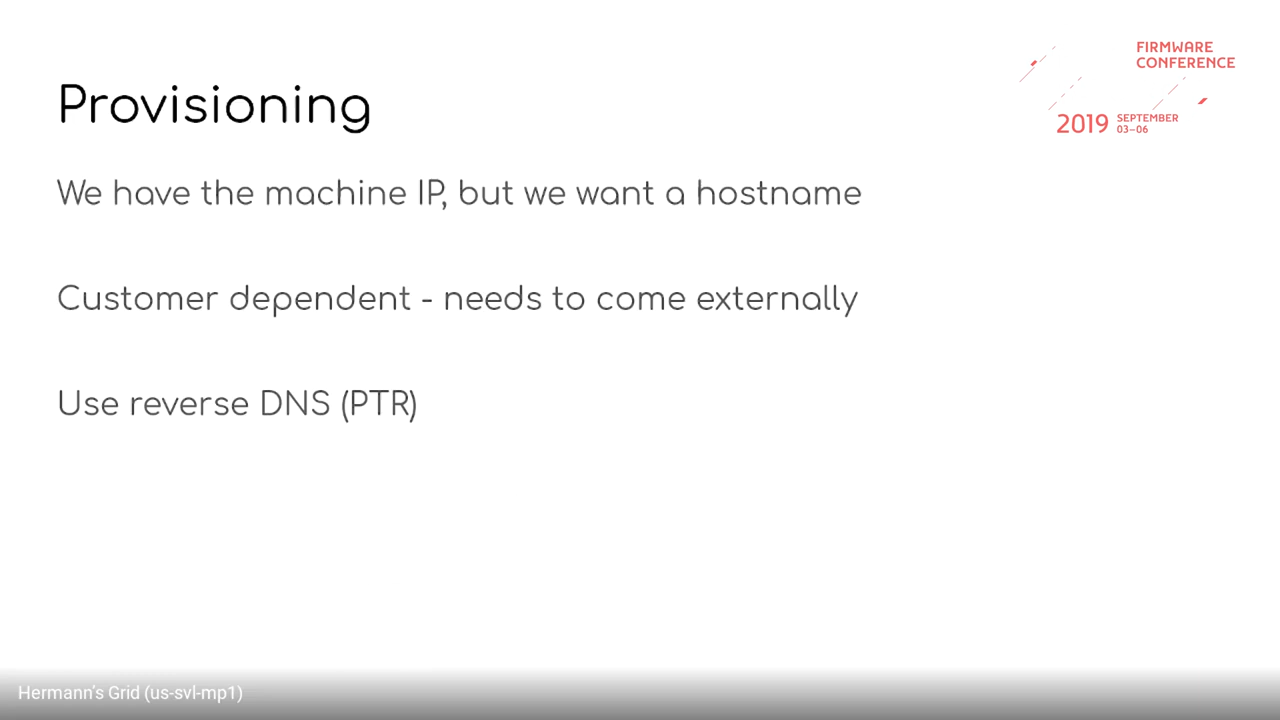 FIRMWARE
CONFERENCE
2019 SEPTEMBER
03–06
Provisioning
We have the machine IP, but we want a hostname
Customer dependent - needs to come externally
Use reverse DNS (PTR)
Hermann's Grid (us-svl-mp1)